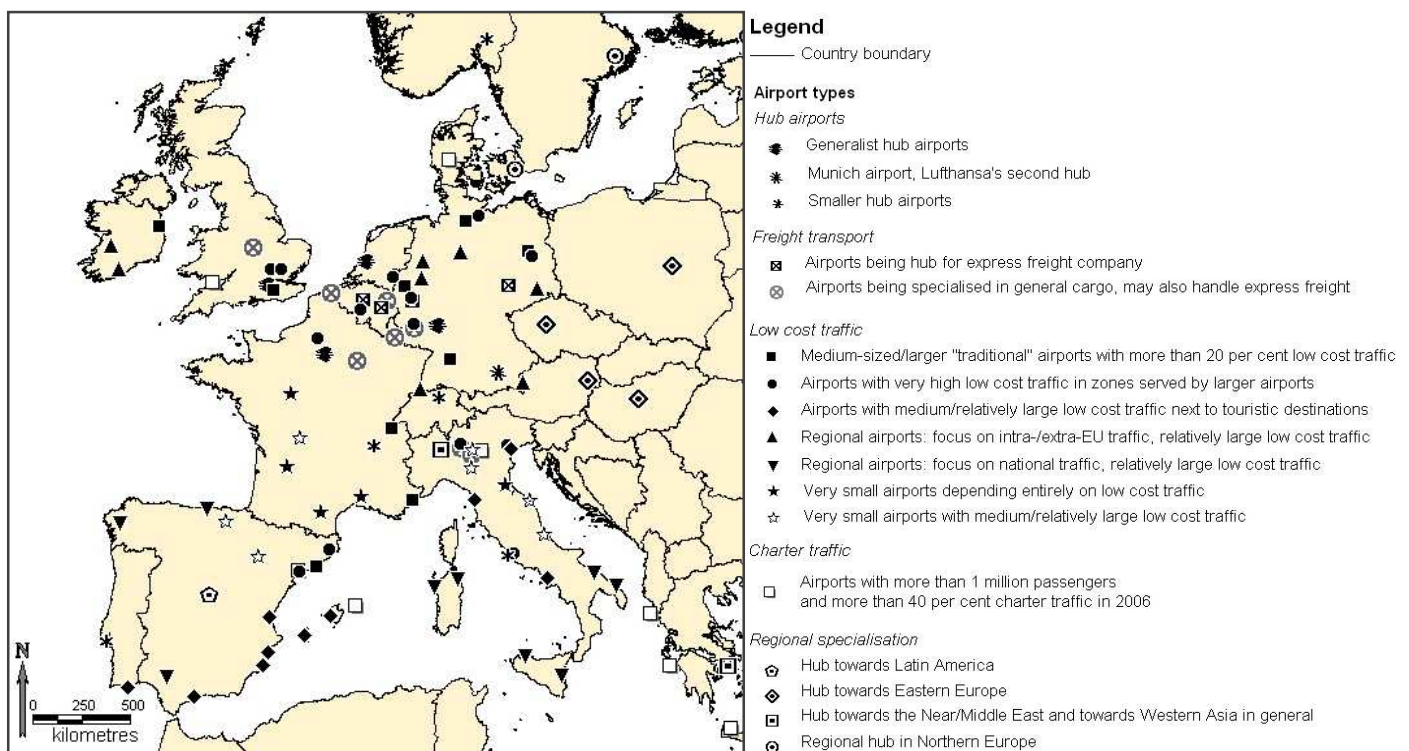 Legend
Country boundary
Airport types
Hub airports
Generalist hub airports
Munich airport, Lufthansa's second hub
Smaller hub airports
Freight transport
Airports being hub for express freight company
Airports being specialised in general cargo, may also handle express freight
Low cost traffic
Medium-sized/larger "traditional" airports with more than 20 per cent low cost traffic
Airports with very high low cost traffic in zones served by larger airports
Airports with medium/relatively large low cost traffic next to touristic destinations
Regional airports: focus on intra-/extra-EU traffic, relatively large low cost traffic
Regional airports: focus on national traffic, relatively large low cost traffic
Very small airports depending entirely on low cost traffic
Very small airports with medium/relatively large low cost traffic
Charter traffic
Airports with more than 1 million passengers
and more than 40 per cent charter traffic in 2006
Regional specialisation
Hub towards Latin America
Hub towards Eastern Europe
Hub towards the Near/Middle East and towards Western Asia in general
Regional hub in Northern Europe
N
0 250 500
kilometres